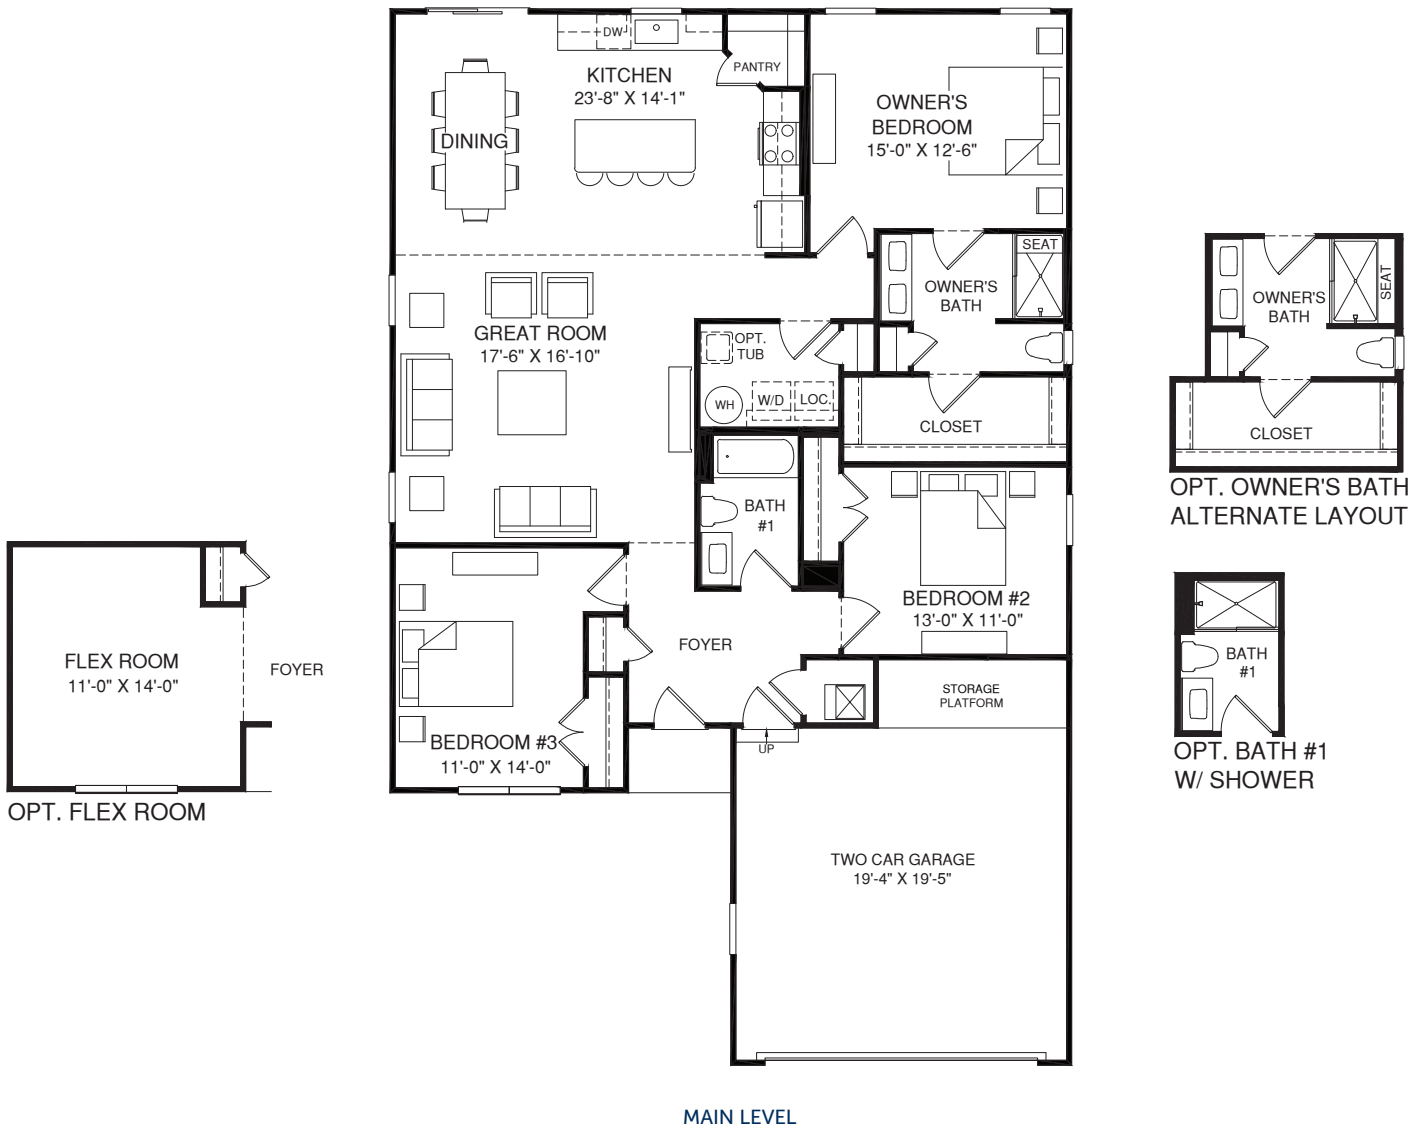 DW
KITCHEN
23'-8" X 14'-1"
PANTRY
DINING
OWNER'S
BEDROOM
15'-0" X 12'-6"
SEAT
OWNER'S
BATH
GREAT ROOM
17'-6" X 16'-10"
OPT.
TUB
WH
W/D
LOC.
CLOSET
BATH
#1
BEDROOM #2
13'-0" X 11'-0"
FOYER
BEDROOM #3
11'-0" X 14'-0"
UP
STORAGE
PLATFORM
TWO CAR GARAGE
19'-4" X 19'-5"
FLEX ROOM
11'-0" X 14'-0"
FOYER
OPT. FLEX ROOM
OWNER'S
BATH
SEAT
CLOSET
OPT. OWNER'S BATH
ALTERNATE LAYOUT
BATH
#1
OPT. BATH #1
W/ SHOWER
MAIN LEVEL